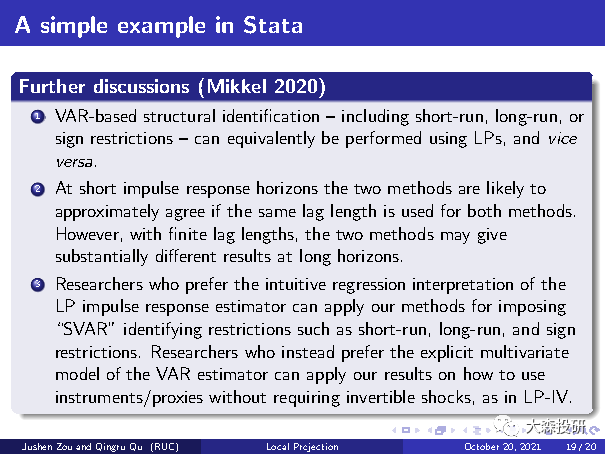 A simple example in Stata
Further discussions (Mikkel 2020)
1 VAR-based structural identification – including short-run, long-run, or
sign restrictions – can equivalently be performed using LPs, and vice
versa.
2 At short impulse response horizons the two methods are likely to
approximately agree if the same lag length is used for both methods.
However, with finite lag lengths, the two methods may give
substantially different results at long horizons.
3 Researchers who prefer the intuitive regression interpretation of the
LP impulse response estimator can apply our methods for imposing
“SVAR” identifying restrictions such as short-run, long-run, and sign
restrictions. Researchers who instead prefer the explicit multivariate
model of the VAR estimator can apply our results on how to use
instruments/proxies without requiring invertible shocks, as in LP-IV.
大森投研
Jushen Zou and Qingru Qu (RUC) Local Projection October 20, 2021 19 / 20